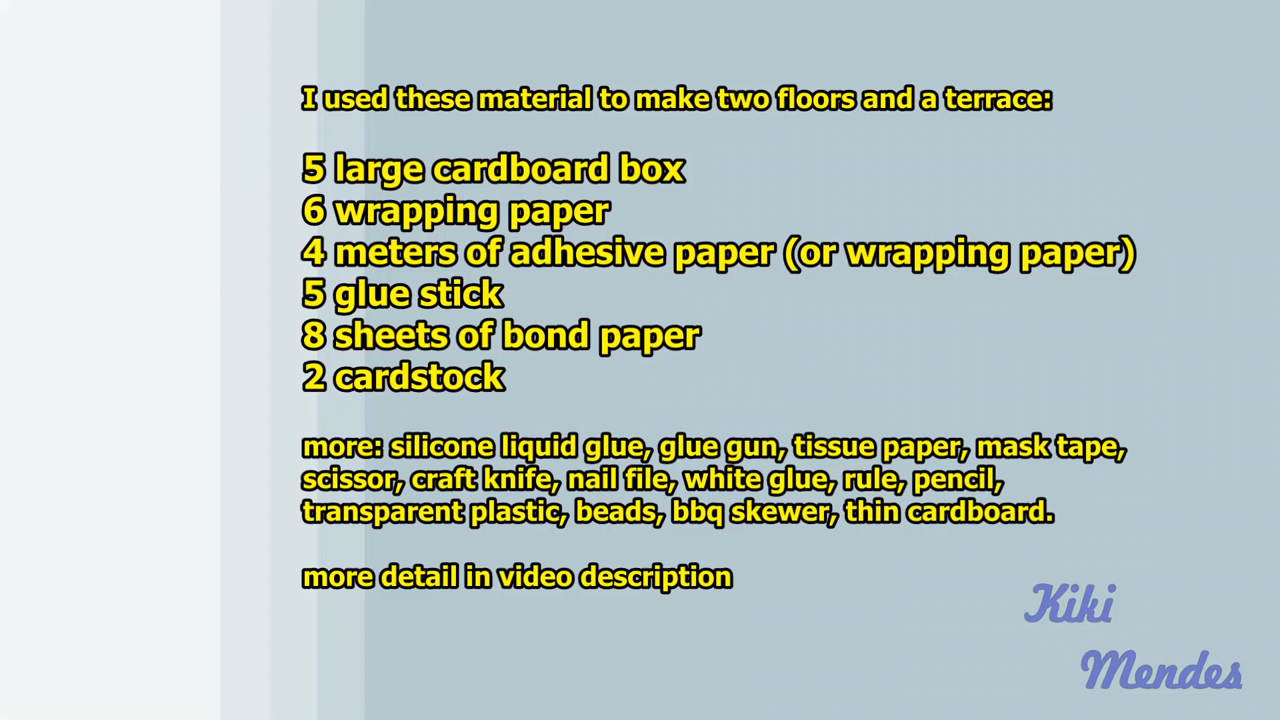 I used these material to make two floors and a terrace:
5 large cardboard box
6 wrapping paper
4 meters of adhesive paper (or wrapping paper)
5 glue stick
8 sheets of bond paper
2 cardstock
more: silicone liquid glue, glue gun, tissue paper, mask tape,
scissor, craft knife, nail file, white glue, rule, pencil,
transparent plastic, beads, bbq skewer, thin cardboard.
more detail in video description
Kiki
Mendes